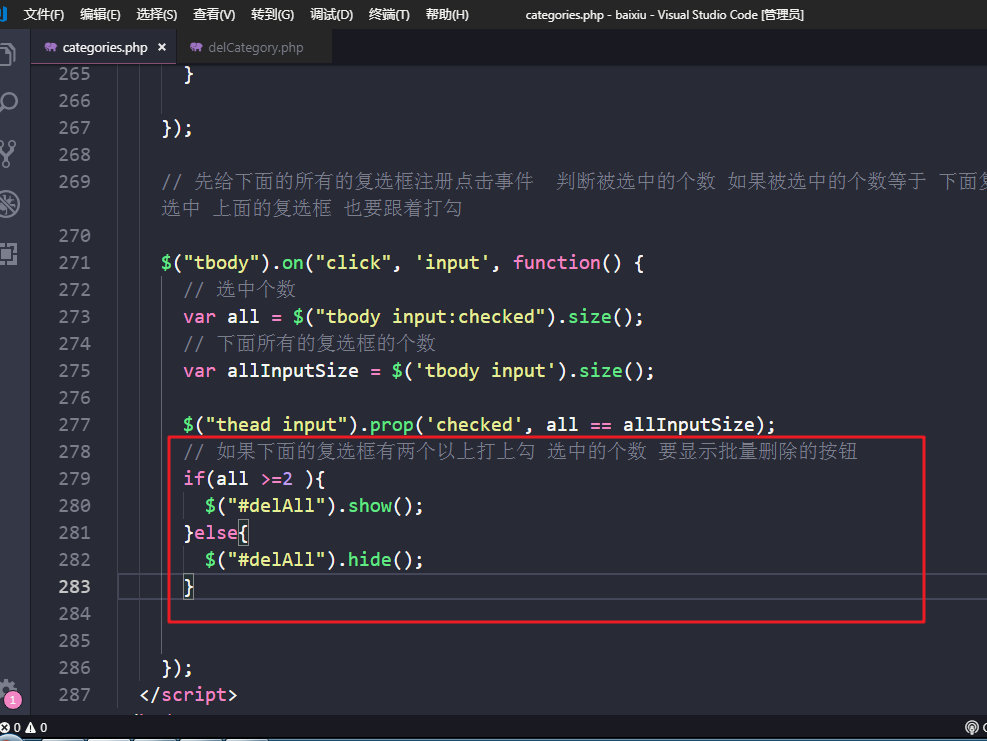 文件(F) 编辑(E) 选择(S) 查看(V) 转到(G) 调试(D) 终端(T) 帮助(H) categories.php - baixiu - Visual Studio Code [管理员]
categories.php × delCategory.php
265 }
266
267 });
268
269 // 先给下面的所有的复选框注册点击事件 判断被选中的个数 如果被选中的个数等于 下面
选中 上面的复选框 也要跟着打勾
270
271 $("tbody").on("click", 'input', function() {
272 // 选中个数
273 var all = $("tbody input:checked").size();
274 // 下面所有的复选框的个数
275 var allInputSize = $('tbody input').size();
276
277 $("thead input").prop('checked', all == allInputSize);
278 // 如果下面的复选框有两个以上打上勾 选中的个数 要显示批量删除的按钮
279 if(all >=2 ){
280 $("#delAll").show();
281 }else{
282 $("#delAll").hide();
283 }
284
285
286 });
287 </script>
1
0 0